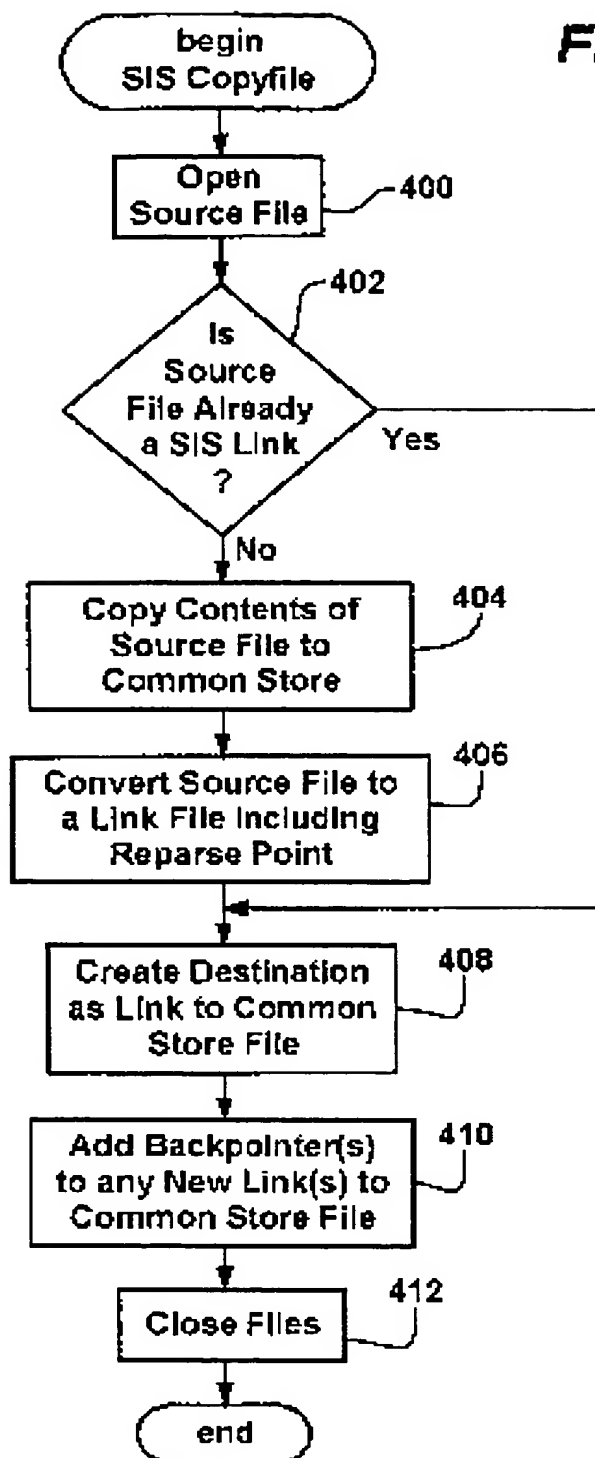 begin
SIS Copyfile
F
Open
Source File
400
402
Is
Source
File Already
a SIS Link
?
Yes
No
Copy Contents of
Source File to
Common Store
404
406
Convert Source File to
a Link File Including
Reparse Point
408
Create Destination
as Link to Common
Store File
410
Add Backpointer(s)
to any New Link(s) to
Common Store File
412
Close Files
end